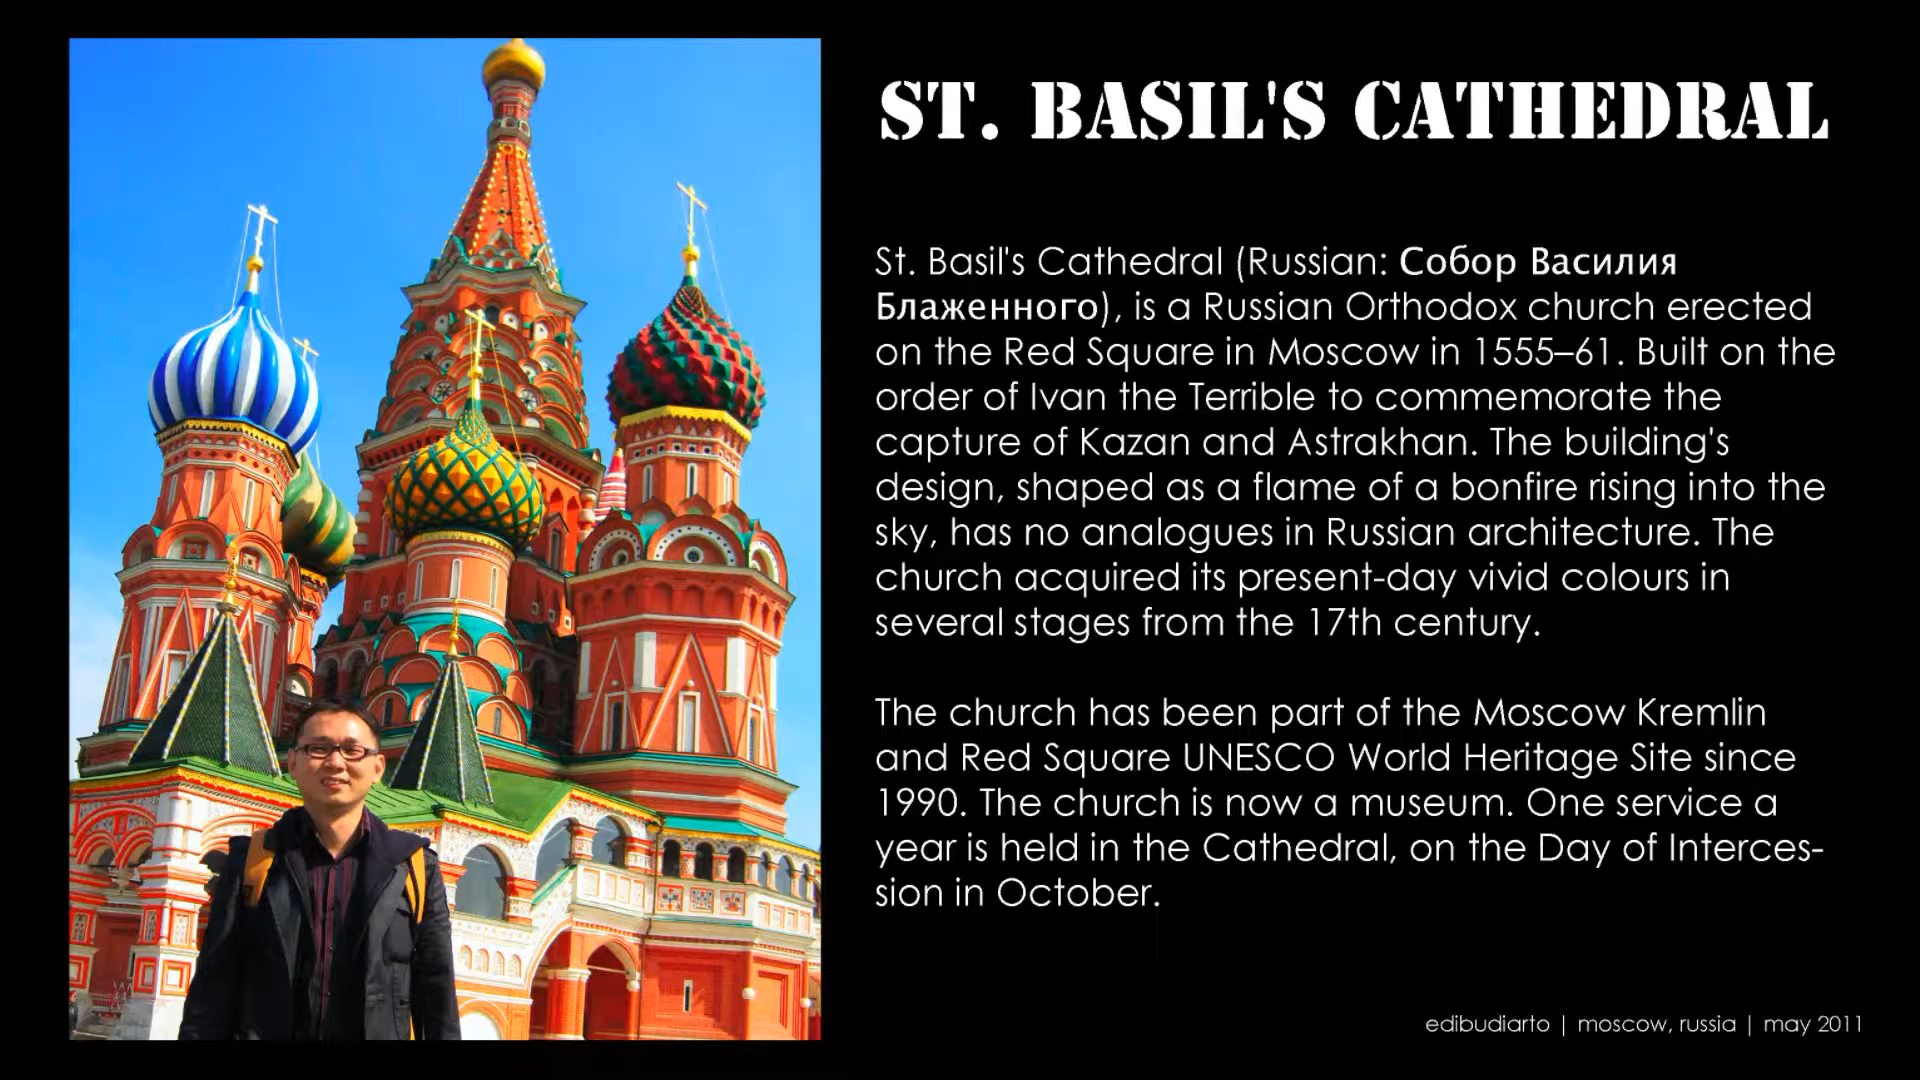 ST. BASIL'S CATHEDRAL
St. Basil's Cathedral (Russian: Собор Василия
Блаженного), is a Russian Orthodox church erected
on the Red Square in Moscow in 1555–61. Built on the
order of Ivan the Terrible to commemorate the
capture of Kazan and Astrakhan. The building's
design, shaped as a flame of a bonfire rising into the
sky, has no analogues in Russian architecture. The
church acquired its present-day vivid colours in
several stages from the 17th century.
The church has been part of the Moscow Kremlin
and Red Square UNESCO World Heritage Site since
1990. The church is now a museum. One service a
year is held in the Cathedral, on the Day of Interces-
sion in October.
edibudiarto | moscow, russia | may 2011